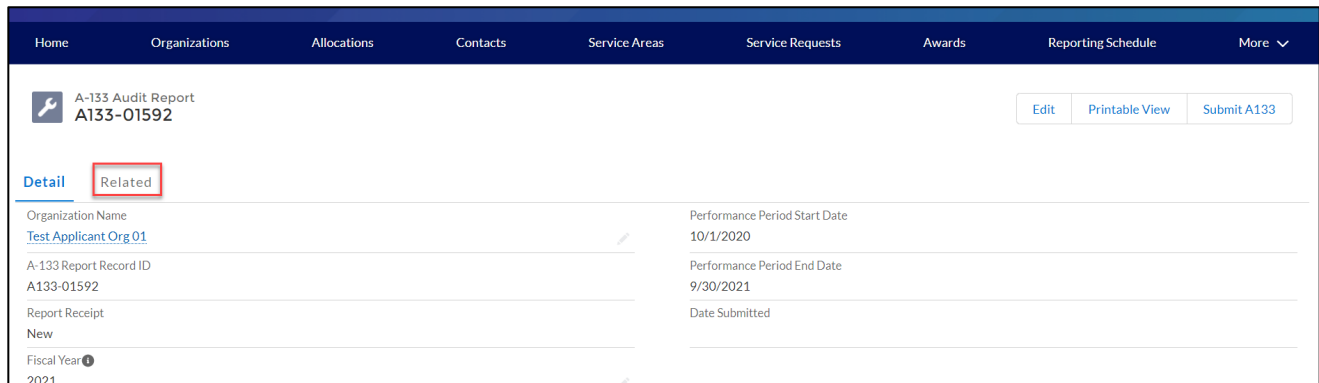 Home Organizations Allocations Contacts Service Areas Service Requests Awards Reporting Schedule More
A-133 Audit Report
A133-01592
Edit Printable View Submit A133
Detail Related
Organization Name
Test Applicant Org 01
Performance Period Start Date
10/1/2020
A-133 Report Record ID
A133-01592
Performance Period End Date
9/30/2021
Report Receipt
New
Date Submitted
Fiscal Year
2021